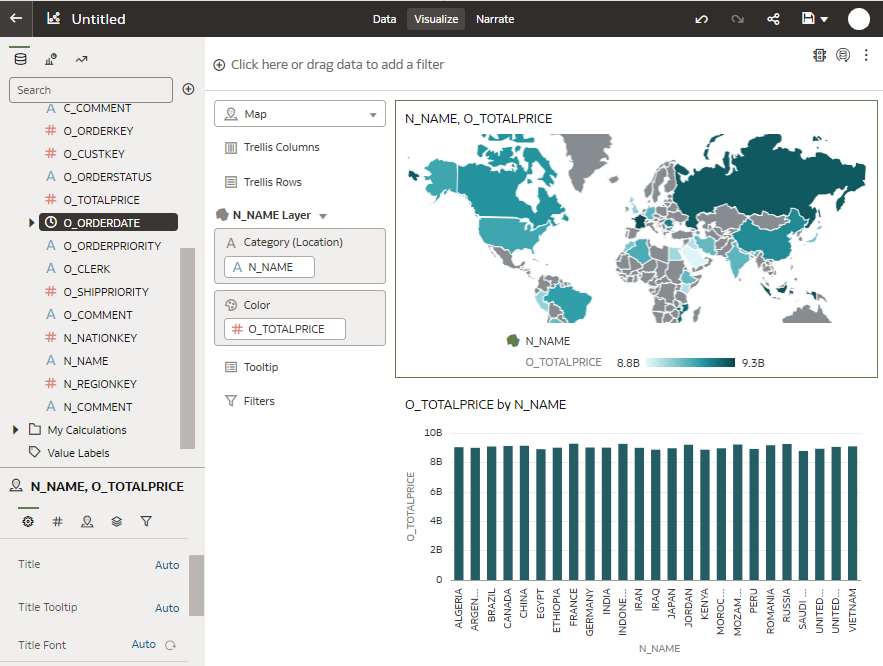 Untitled
Data
Visualize
Narrate
Search
C_COMMENT
O_ORDERKEY
O_CUSTKEY
O_ORDERSTATUS
O_TOTALPRICE
O_ORDERDATE
O_ORDERPRIORITY
O_CLERK
O_SHIPPRIORITY
O_COMMENT
N_NATIONKEY
N_NAME
N_REGIONKEY
N_COMMENT
My Calculations
Value Labels
N_NAME, O_TOTALPRICE
Title
Auto
Title Tooltip
Auto
Title Font
Auto
Click here or drag data to add a filter
Map
Trellis Columns
Trellis Rows
N_NAME Layer
Category (Location)
N_NAME
Color
O_TOTALPRICE
Tooltip
Filters
N_NAME, O_TOTALPRICE
N_NAME
O_TOTALPRICE 8.8B 9.3B
O_TOTALPRICE by N_NAME
O_TOTALPRICE
10B
8B
6B
4B
2B
0
ALGERIA
ARGEN...
BRAZIL
CANADA
CHINA
EGYPT
ETHIOPIA
FRANCE
GERMANY
INDIA
INDONE...
IRAN
IRAQ
JAPAN
JORDAN
KENYA
MOROC...
MOZAM...
PERU
ROMANIA
RUSSIA
SAUDI ...
UNITED...
UNITED...
VIETNAM
N_NAME